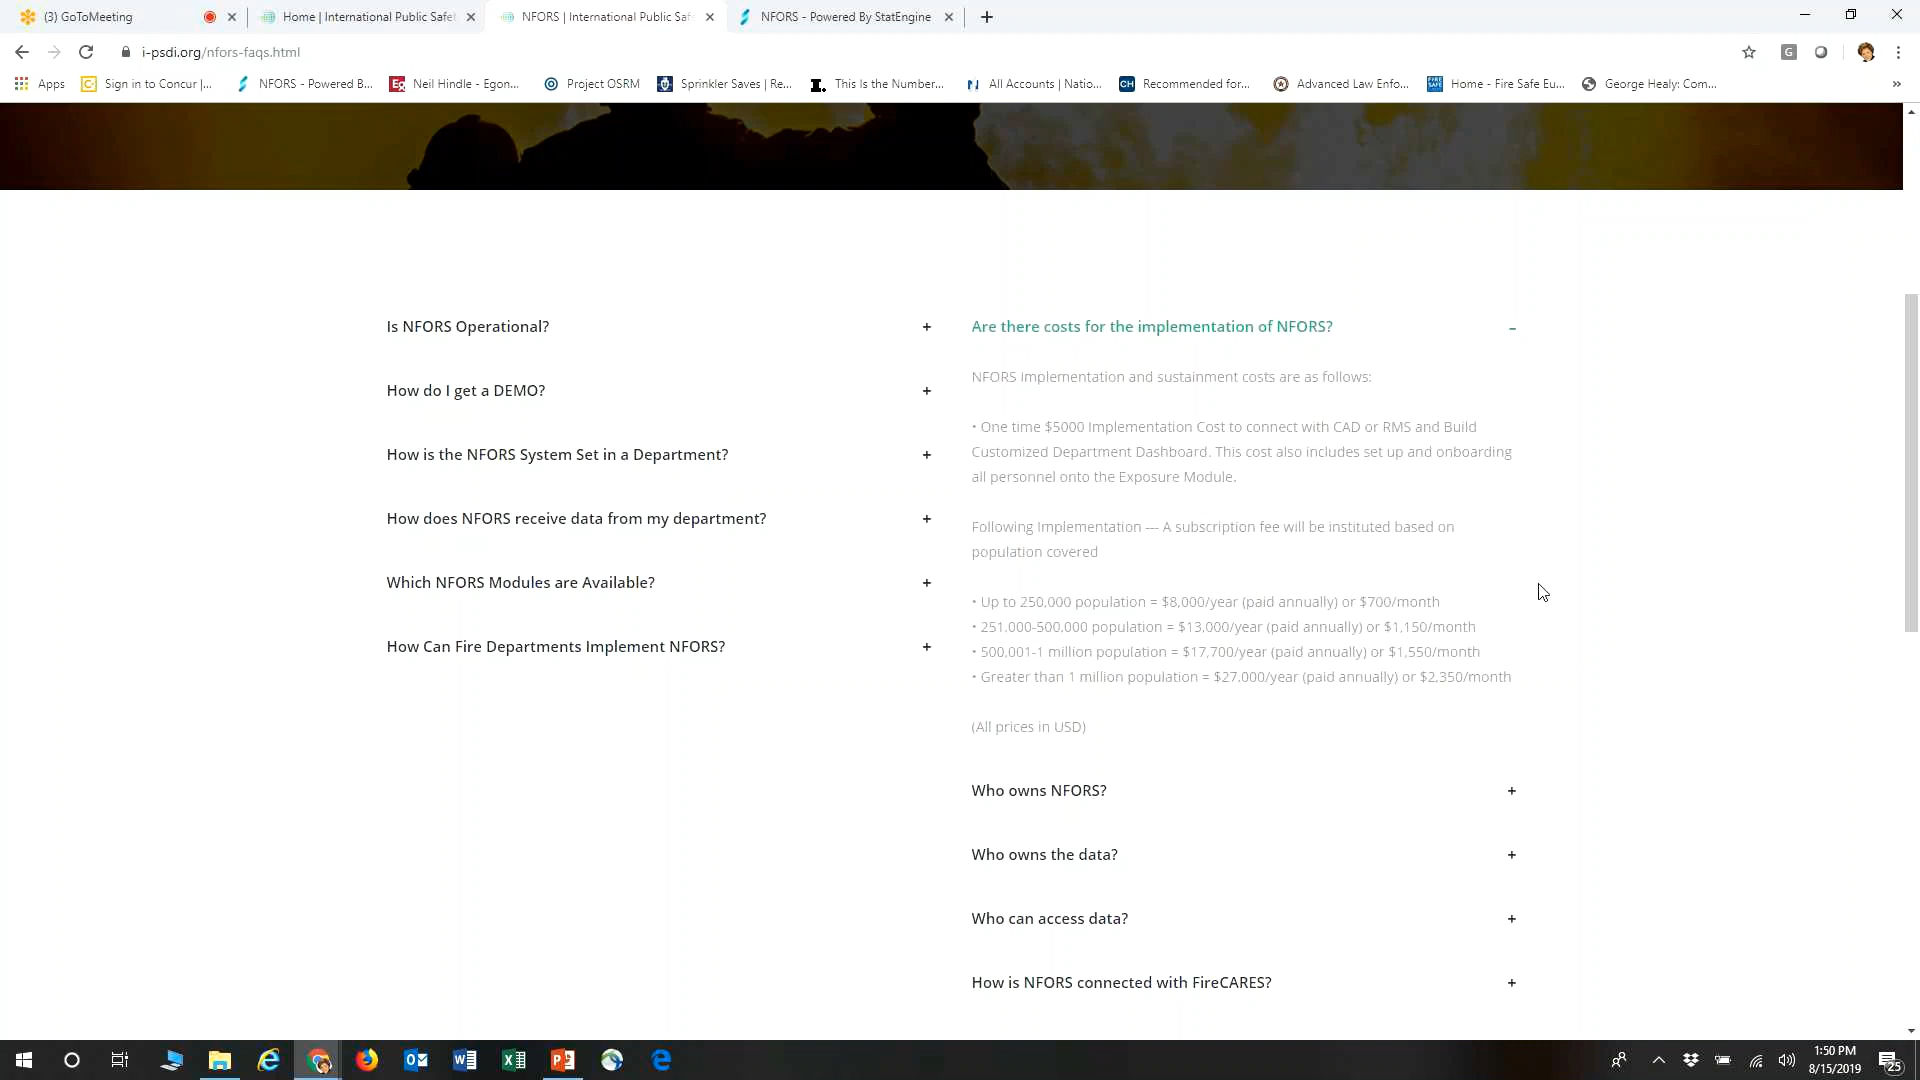 (3) GoToMeeting
Home | International Public Safet
NFORS | International Public Saf
NFORS - Powered By StatEngine
i-psdi.org/nfors-faqs.html
Apps
Sign in to Concur |...
NFORS - Powered B...
Neil Hindle - Egon...
Project OSRM
Sprinkler Saves | Re...
This Is the Number...
All Accounts | Natio...
Recommended for...
Advanced Law Enfo...
Home - Fire Safe Eu...
George Healy: Com...
Is NFORS Operational?
How do I get a DEMO?
How is the NFORS System Set in a Department?
How does NFORS receive data from my department?
Which NFORS Modules are Available?
How Can Fire Departments Implement NFORS?
Are there costs for the implementation of NFORS?
NFORS Implementation and sustainment costs are as follows:
• One time $5000 Implementation Cost to connect with CAD or RMS and Build
Customized Department Dashboard. This cost also includes set up and onboarding
all personnel onto the Exposure Module.
Following Implementation --- A subscription fee will be instituted based on
population covered
• Up to 250,000 population = $8,000/year (paid annually) or $700/month
• 251,000-500,000 population = $13,000/year (paid annually) or $1,150/month
• 500,001-1 million population = $17,700/year (paid annually) or $1,550/month
• Greater than 1 million population = $27,000/year (paid annually) or $2,350/month
(All prices in USD)
Who owns NFORS?
Who owns the data?
Who can access data?
How is NFORS connected with FireCARES?
1:50 PM
8/15/2019
25